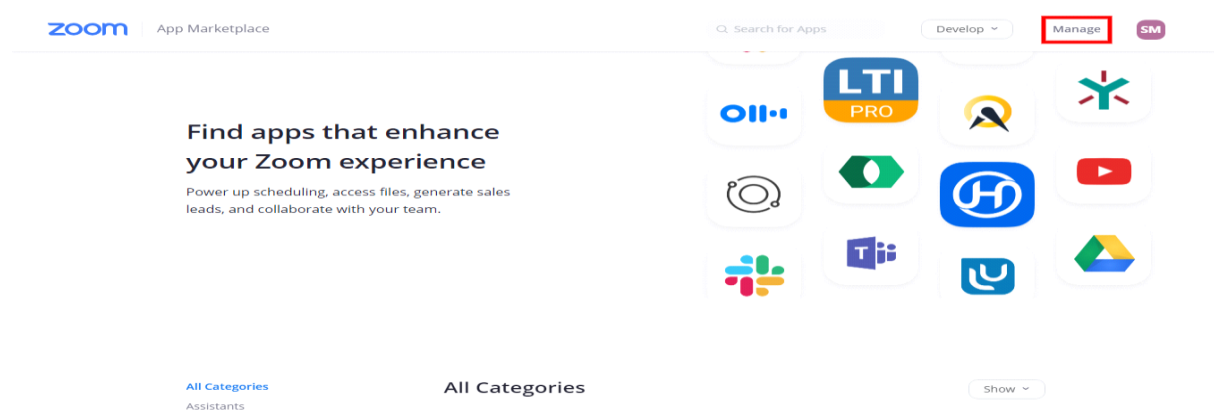 zoom App Marketplace Search for Apps Develop Manage SM
LTI
PRO
Find apps that enhance
your Zoom experience
Power up scheduling, access files, generate sales
leads, and collaborate with your team.
T
All Categories All Categories Show
Assistants